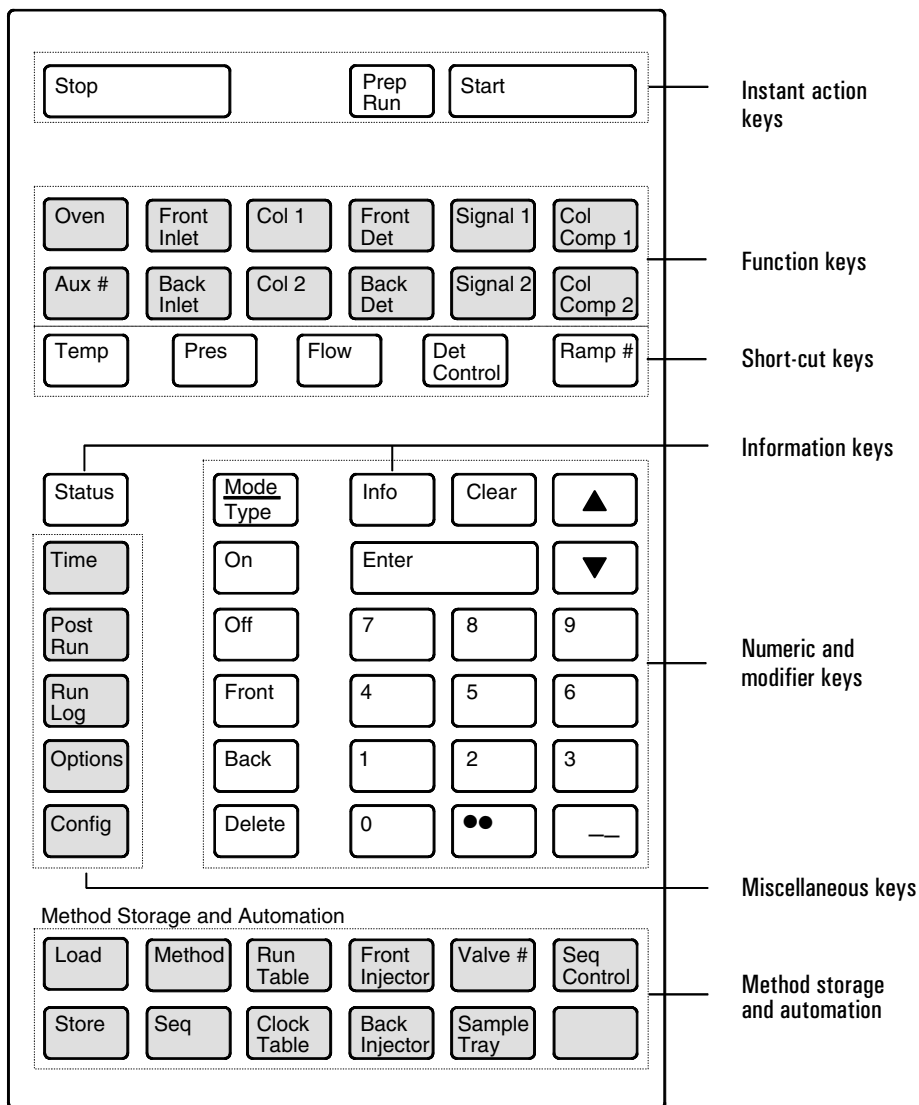 Stop
Prep
Run
Start
Instant action
keys
Oven
Front
Inlet
Col 1
Front
Det
Signal 1
Col
Comp 1
Function keys
Aux #
Back
Inlet
Col 2
Back
Det
Signal 2
Col
Comp 2
Temp
Pres
Flow
Det
Control
Ramp #
Short-cut keys
Information keys
Status
Mode
Type
Info
Clear
▲
Time
On
Enter
▼
Post
Run
Off
7
8
9
Numeric and
modifier keys
Run
Log
Front
4
5
6
Options
Back
1
2
3
Config
Delete
0
●●
__
Miscellaneous keys
Method Storage and Automation
Load
Method
Run
Table
Front
Injector
Valve #
Seq
Control
Method storage
and automation
Store
Seq
Clock
Table
Back
Injector
Sample
Tray